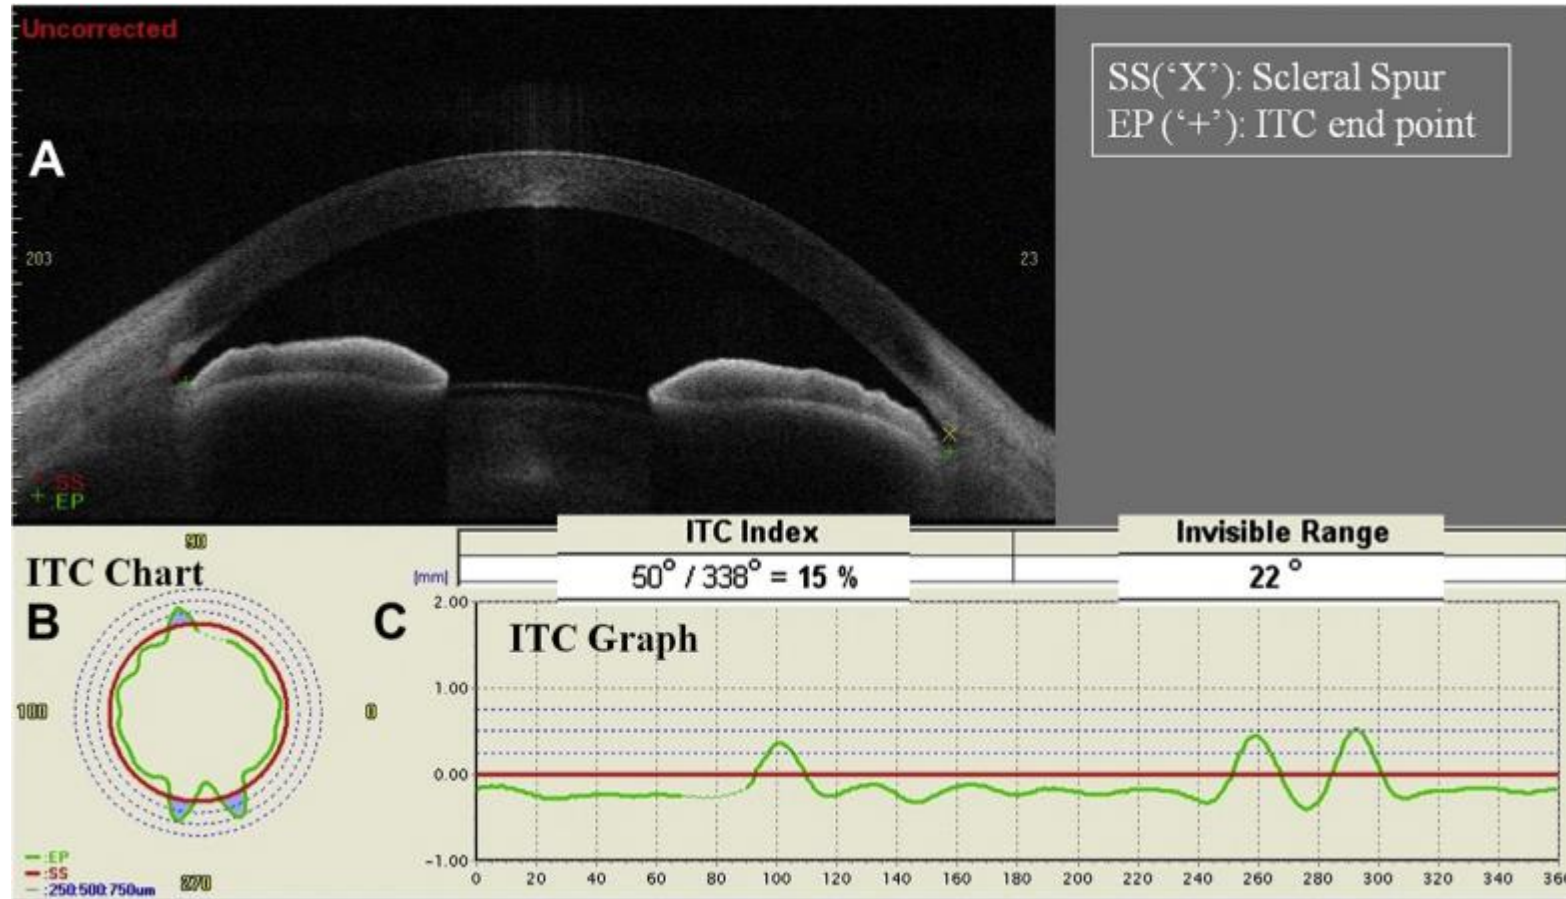 Uncorrected
SS(‘X’): Scleral Spur
EP (‘+’): ITC end point
A
203
23
SS
+ EP
ITC Chart
90
B
180
0
270
:EP
:SS
:250:500:750um
ITC Index
Invisible Range
50° / 338° = 15 %
22 °
C
[mm]
ITC Graph
2.00
1.00
0.00
-1.00
0 20 40 60 80 100 120 140 160 180 200 220 240 260 280 300 320 340 36